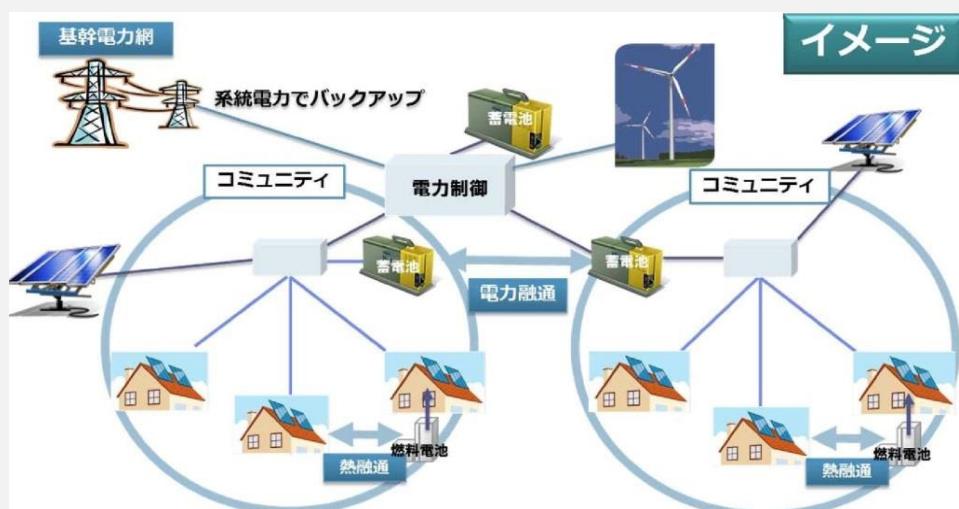 イメージ
基幹電力網
系統電力でバックアップ
蓄電池
電力制御
コミュニティ
コミュニティ
蓄電池
蓄電池
電力融通
燃料電池
熱融通
燃料電池
熱融通